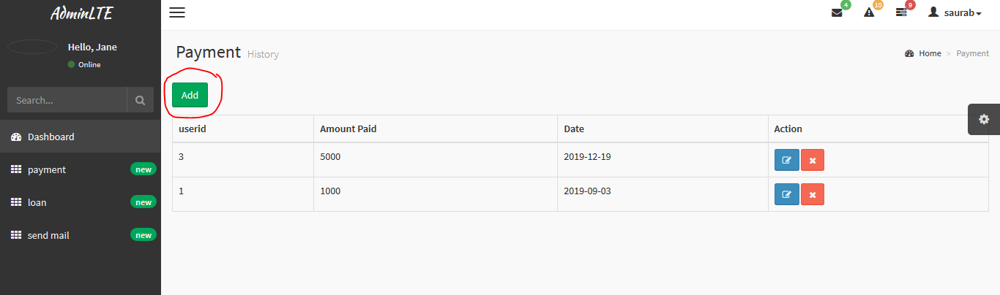 AdminLTE
4
10
9
saurab
Hello, Jane
Online
Search...
Dashboard
payment new
loan new
send mail new
Payment History
Home > Payment
Add
userid Amount Paid Date Action
3 5000 2019-12-19
1 1000 2019-09-03